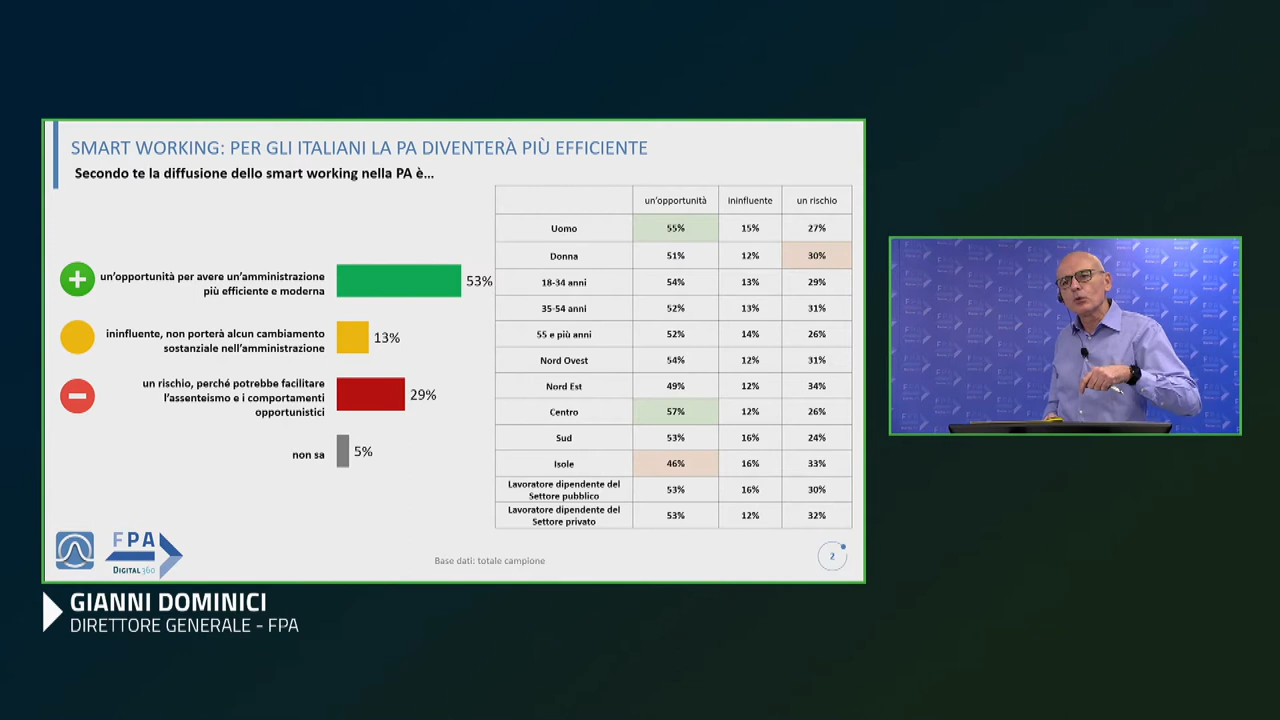 SMART WORKING: PER GLI ITALIANI LA PA DIVENTERÀ PIÙ EFFICIENTE
Secondo te la diffusione dello smart working nella PA è...
un'opportunità per avere un'amministrazione
più efficiente e moderna
53%
ininfluente, non porterà alcun cambiamento
sostanziale nell'amministrazione
13%
un rischio, perché potrebbe facilitare
l'assenteismo e i comportamenti
opportunistici
29%
non sa
5%
un'opportunità ininfluente un rischio
Uomo 55% 15% 27%
Donna 51% 12% 30%
18-34 anni 54% 13% 29%
35-54 anni 52% 13% 31%
55 e più anni 52% 14% 26%
Nord Ovest 54% 12% 31%
Nord Est 49% 12% 34%
Centro 57% 12% 26%
Sud 53% 16% 24%
Isole 46% 16% 33%
Lavoratore dipendente del
Settore pubblico 53% 16% 30%
Lavoratore dipendente del
Settore privato 53% 12% 32%
FPA
DIGITAL360
Base dati: totale campione
2
GIANNI DOMINICI
DIRETTORE GENERALE - FPA